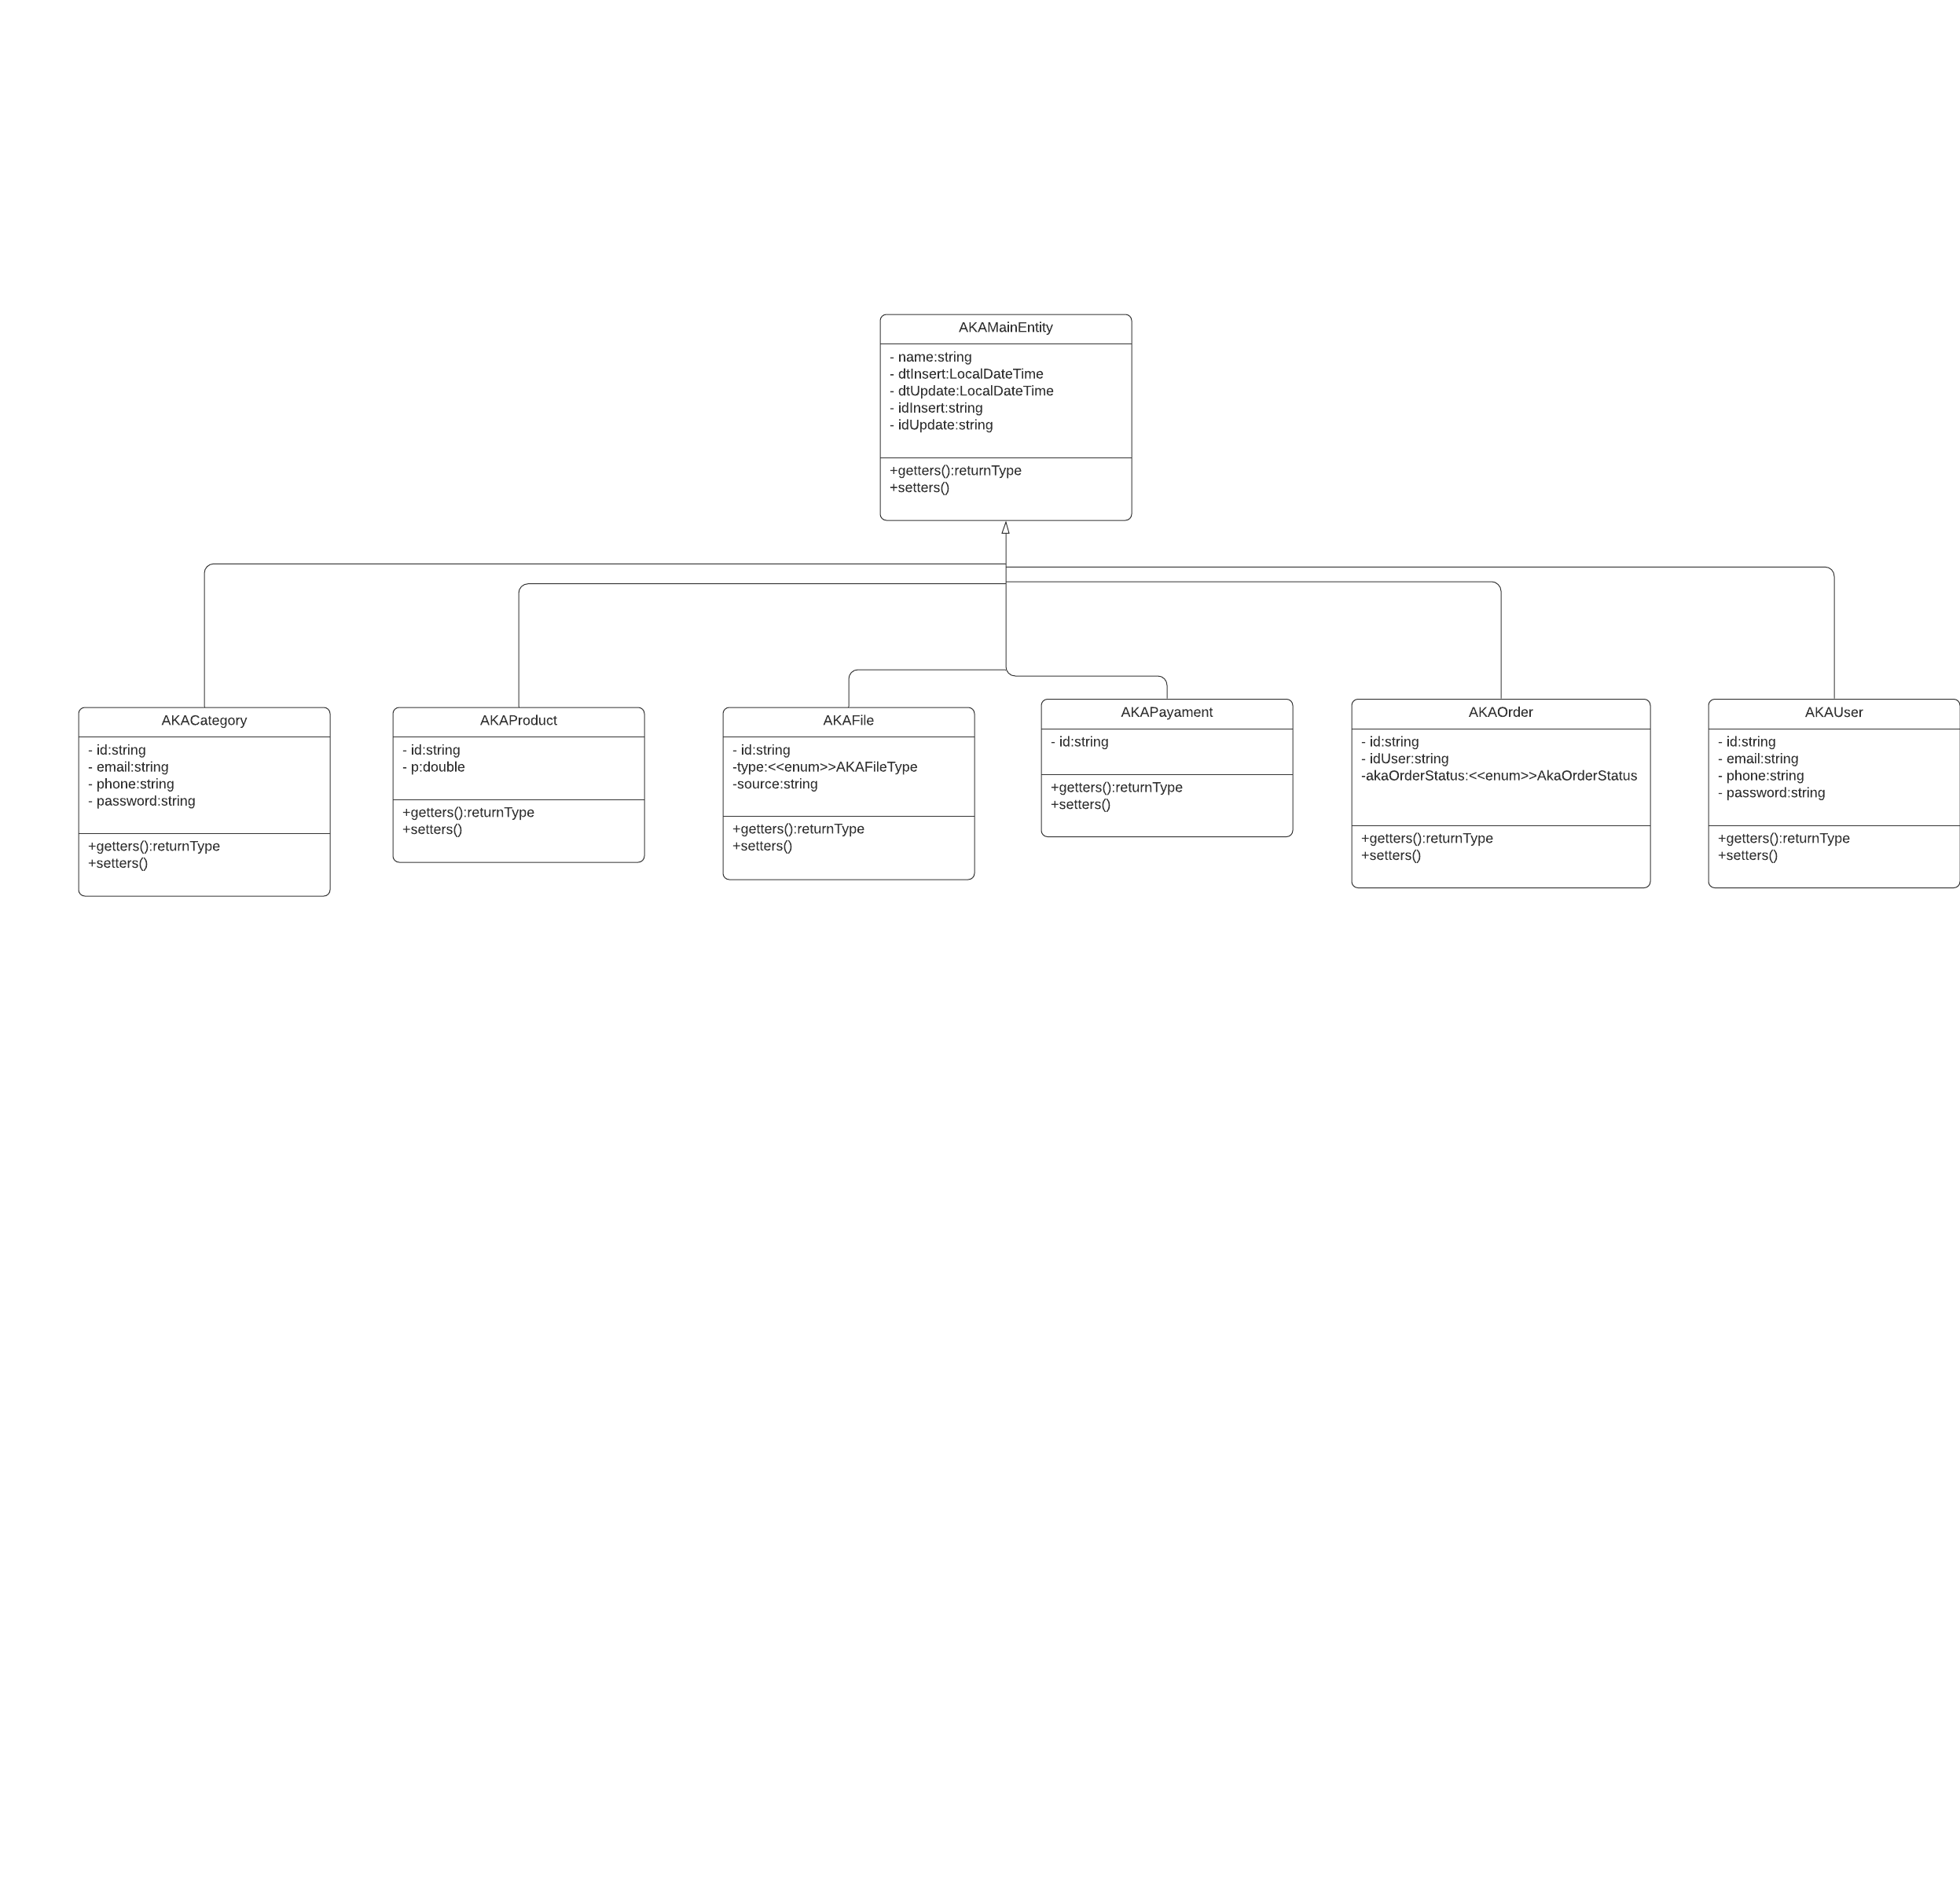 AKAMainEntity
- name:string
- dtInsert:LocalDateTime
- dtUpdate:LocalDateTime
- idInsert:string
- idUpdate:string
+getters():returnType
+setters()
AKACategory
- id:string
- email:string
- phone:string
- password:string
+getters():returnType
+setters()
AKAProduct
- id:string
- p:double
+getters():returnType
+setters()
AKAFile
- id:string
-type:<<enum>>AKAFileType
-source:string
+getters():returnType
+setters()
AKAPayament
- id:string
+getters():returnType
+setters()
AKAOrder
- id:string
- idUser:string
-akaOrderStatus:<<enum>>AkaOrderStatus
+getters():returnType
+setters()
AKAUser
- id:string
- email:string
- phone:string
- password:string
+getters():returnType
+setters()